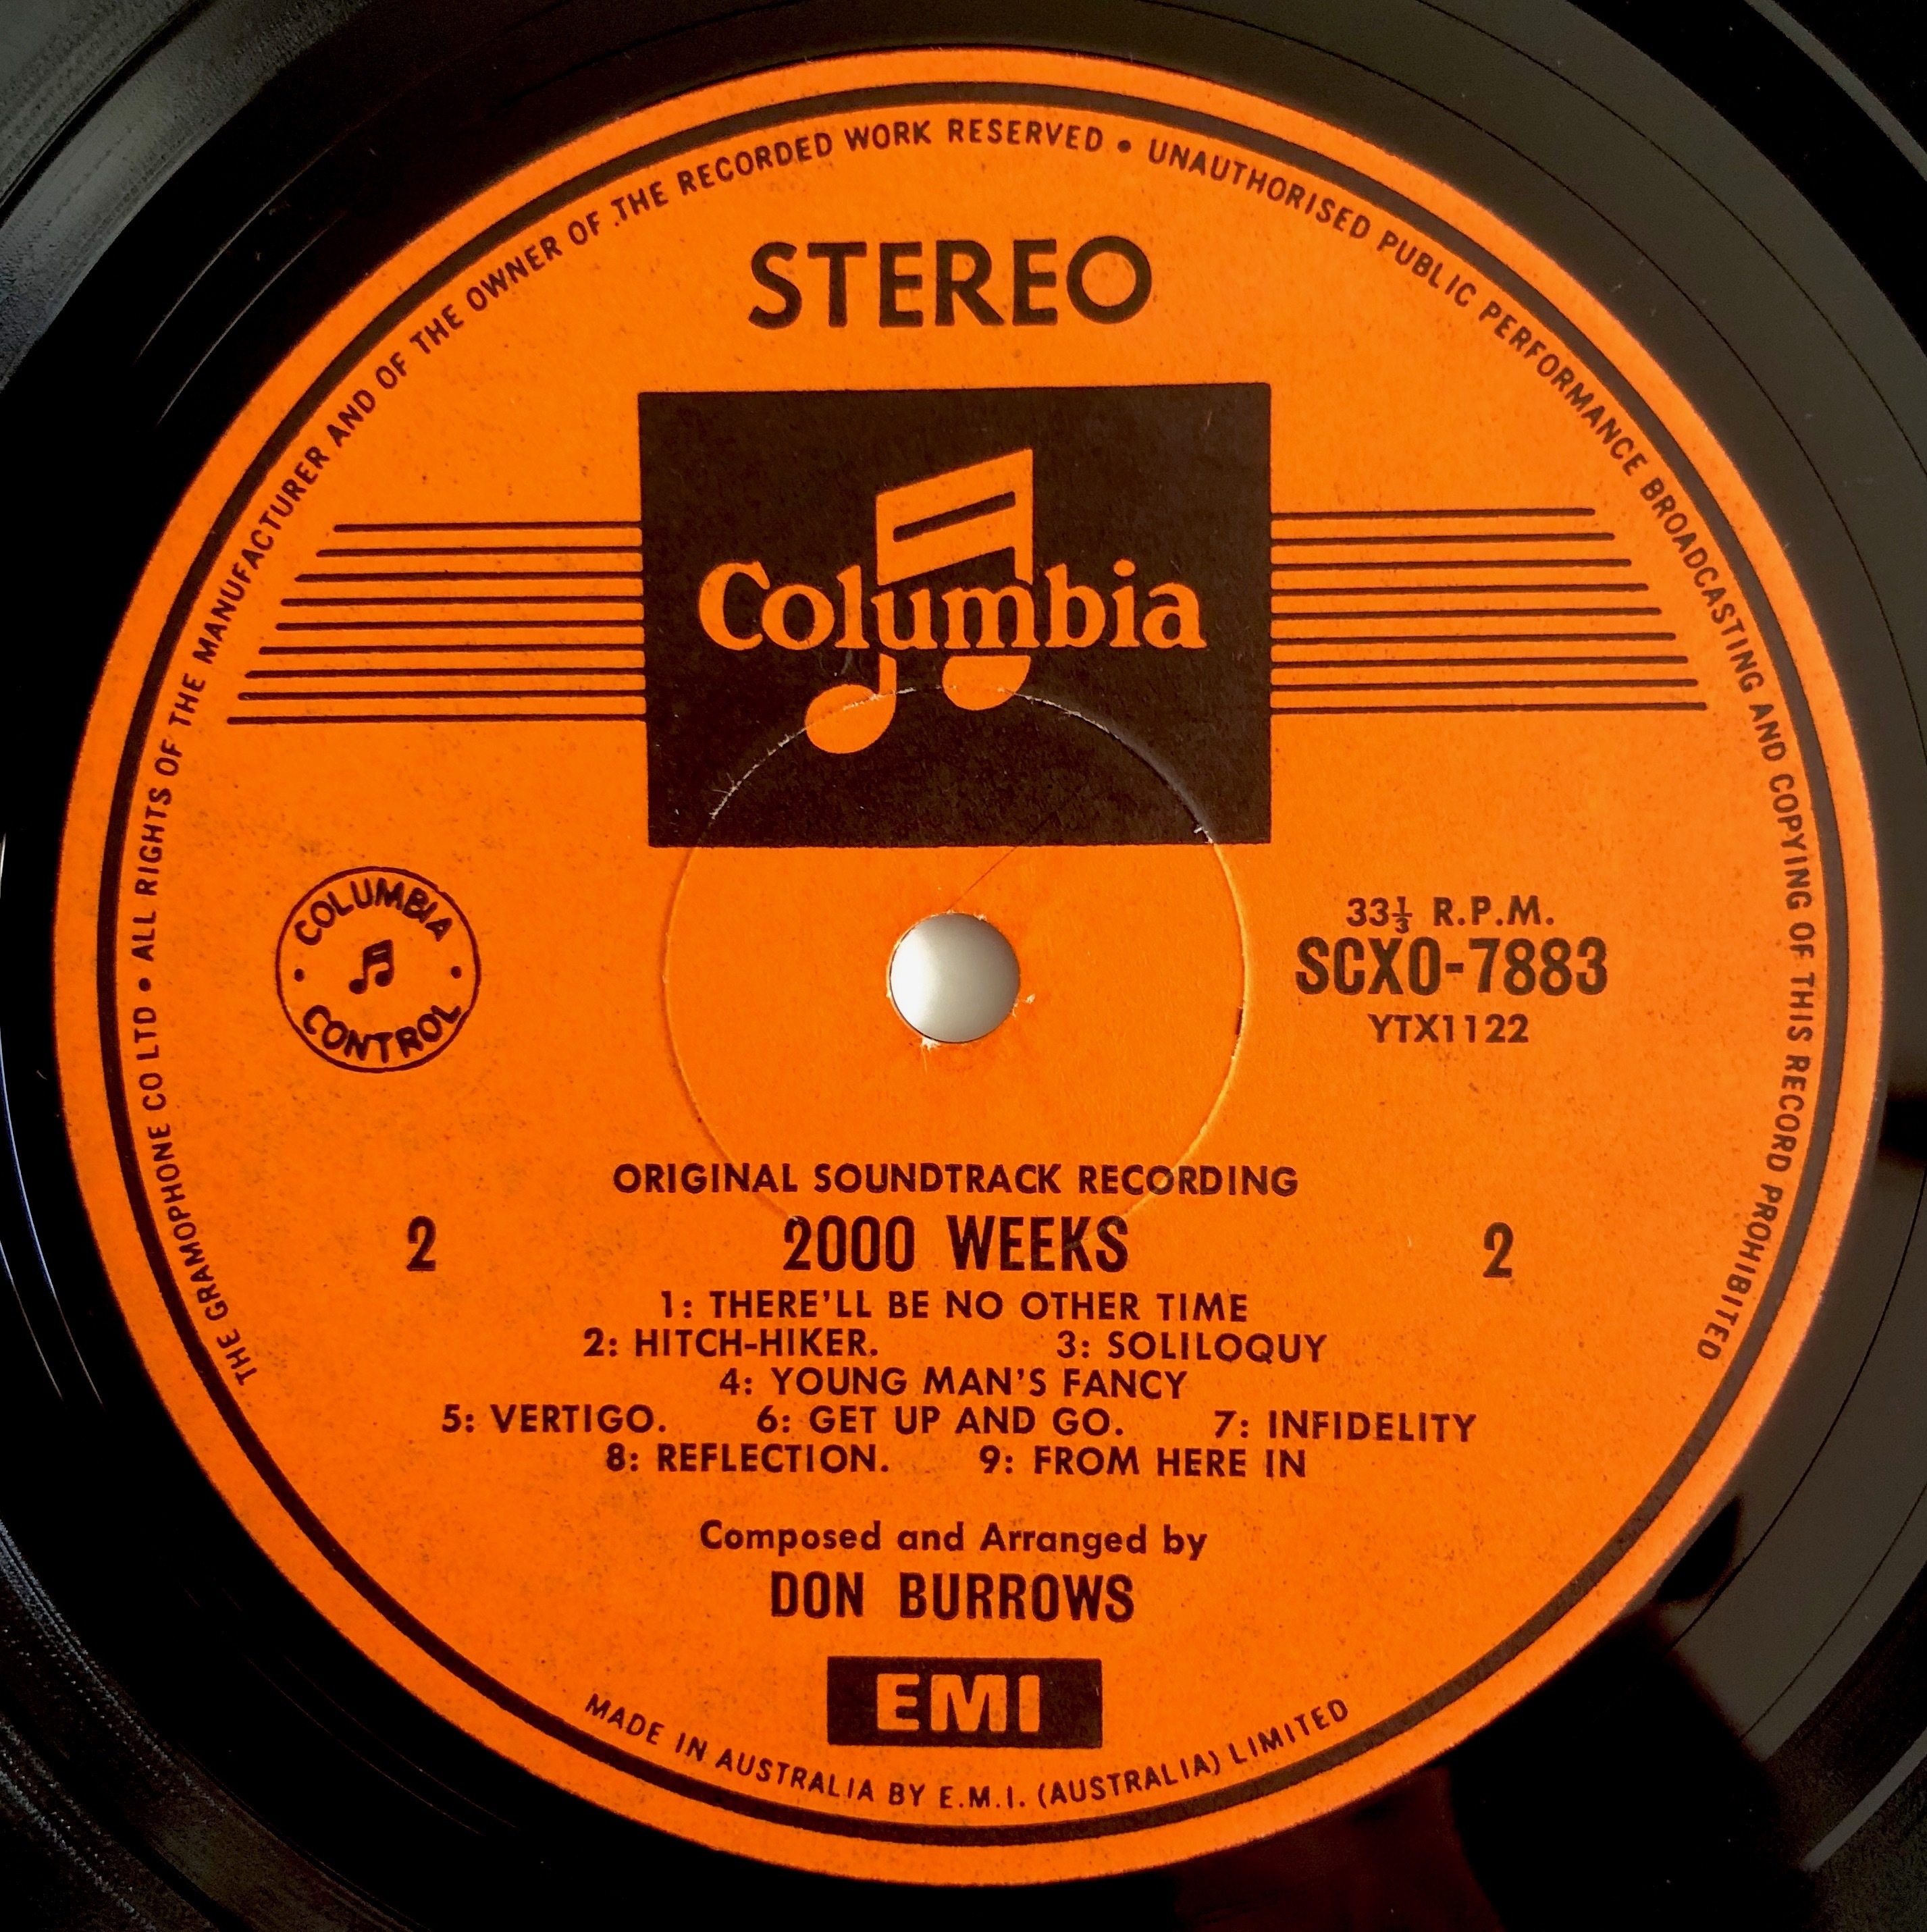 THE GRAMOPHONE CO LTD • ALL RIGHTS OF THE MANUFACTURER AND OF THE OWNER OF THE RECORDED WORK RESERVED • UNAUTHORISED PUBLIC PERFORMANCE BROADCASTING AND COPYING OF THIS RECORD PROHIBITED
STEREO
Columbia
COLUMBIA
CONTROL
33⅓ R.P.M.
SCXO-7883
YTX1122
ORIGINAL SOUNDTRACK RECORDING
2 2000 WEEKS 2
1: THERE'LL BE NO OTHER TIME
2: HITCH-HIKER. 3: SOLILOQUY
4: YOUNG MAN'S FANCY
5: VERTIGO. 6: GET UP AND GO. 7: INFIDELITY
8: REFLECTION. 9: FROM HERE IN
Composed and Arranged by
DON BURROWS
EMI
MADE IN AUSTRALIA BY E.M.I. (AUSTRALIA) LIMITED